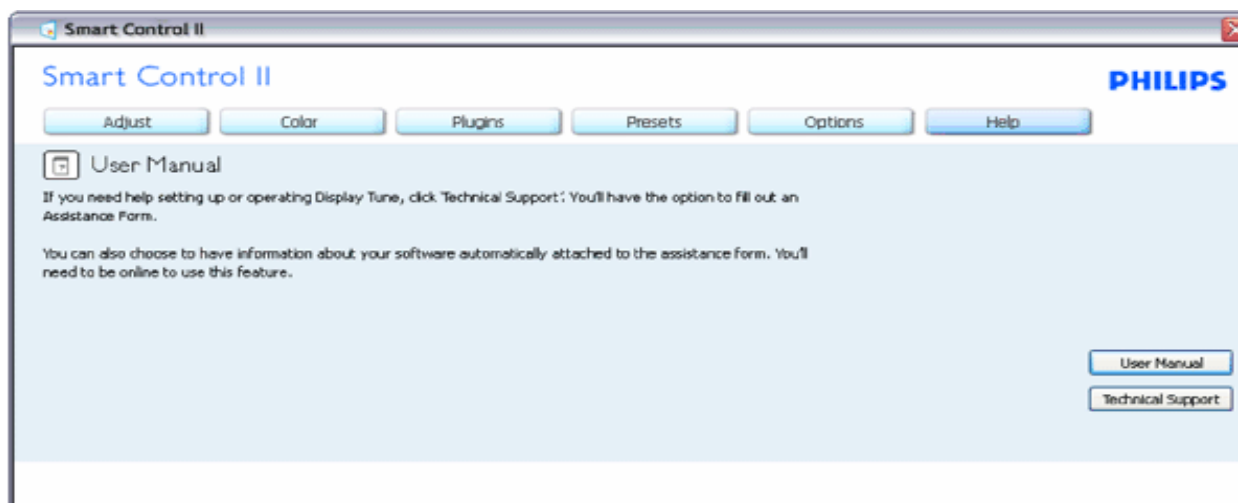 Smart Control II
Smart Control II
PHILIPS
Adjust Color Plugins Presets Options Help
User Manual
If you need help setting up or operating Display Tune, click 'Technical Support'. You'll have the option to fill out an
Assistance Form.
You can also choose to have information about your software automatically attached to the assistance form. You'll
need to be online to use this feature.
User Manual
Technical Support